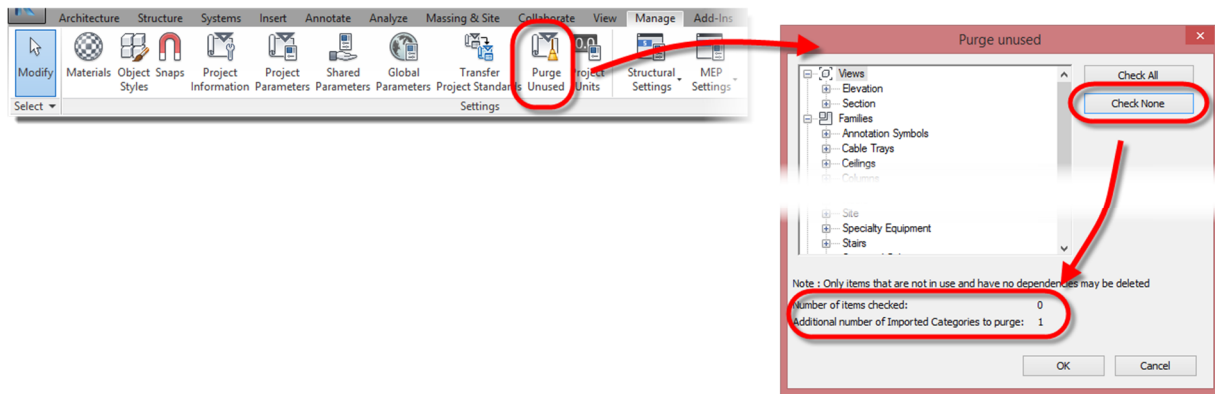 Architecture Structure Systems Insert Annotate Analyze Massing & Site Collaborate View Manage Add-Ins
Modify Materials Object Styles Snaps Project Information Project Parameters Shared Parameters Global Parameters Transfer Project Standards Purge Unused Project Units Structural Settings MEP Settings
Select Settings
Purge unused
Views
Elevation
Section
Families
Annotation Symbols
Cable Trays
Ceilings
Columns
Site
Specialty Equipment
Stairs
Check All
Check None
Note : Only items that are not in use and have no dependencies may be deleted
Number of items checked: 0
Additional number of Imported Categories to purge: 1
OK Cancel